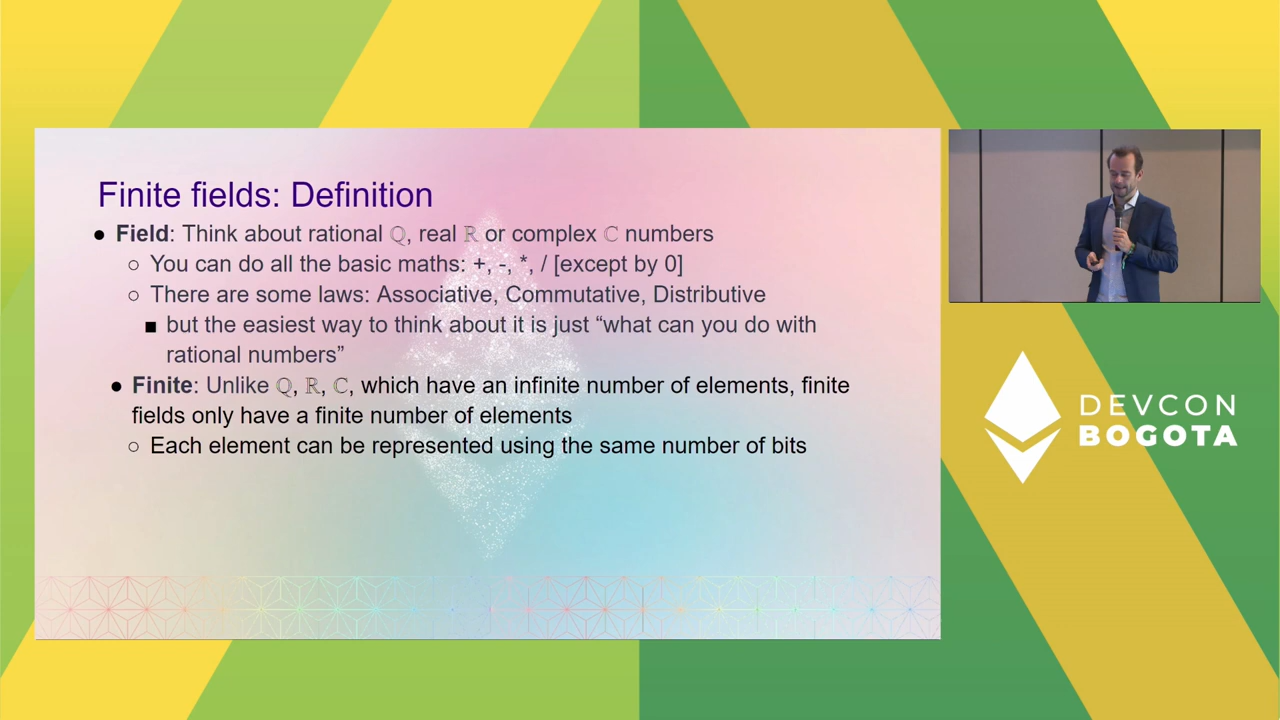 Finite fields: Definition
● Field: Think about rational ℚ, real ℝ or complex ℂ numbers
○ You can do all the basic maths: +, -, *, / [except by 0]
○ There are some laws: Associative, Commutative, Distributive
■ but the easiest way to think about it is just “what can you do with
rational numbers”
● Finite: Unlike ℚ, ℝ, ℂ, which have an infinite number of elements, finite
fields only have a finite number of elements
○ Each element can be represented using the same number of bits
DEVCON
BOGOTA